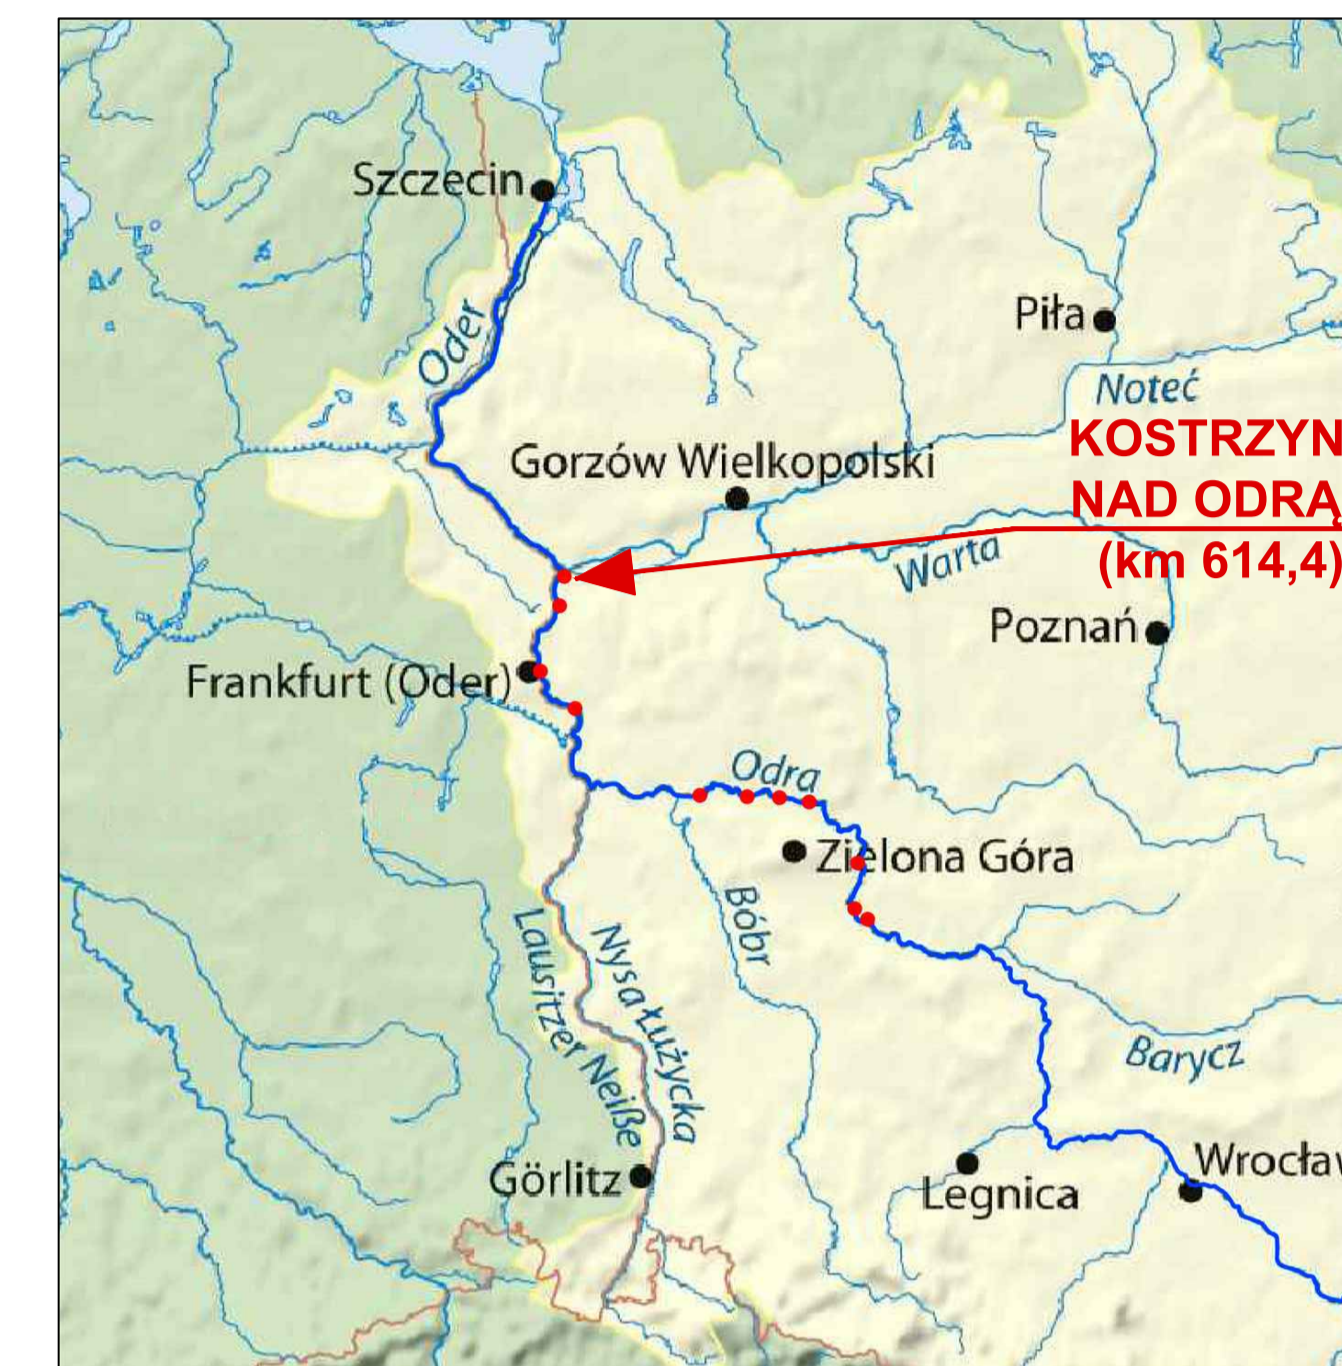 Szczecin
Oder
Piła
Noteć
KOSTRZYN
NAD ODRĄ
(km 614,4)
Gorzów Wielkopolski
Warta
Poznań
Frankfurt (Oder)
Odra
Zielona Góra
Bóbr
Lausitzer Neiße
Nysa Łużycka
Barycz
Görlitz
Legnica
Wrocław